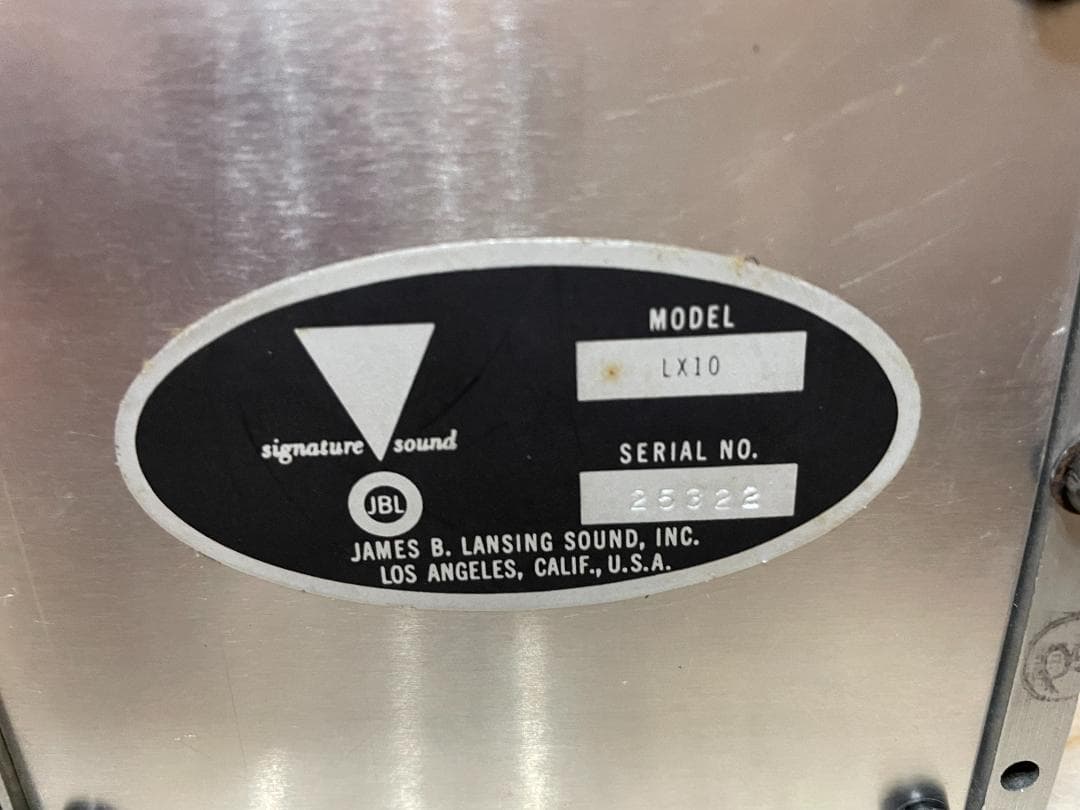 MODEL
LX10
signature sound
SERIAL NO.
25322
JBL
JAMES B. LANSING SOUND, INC.
LOS ANGELES, CALIF., U.S.A.